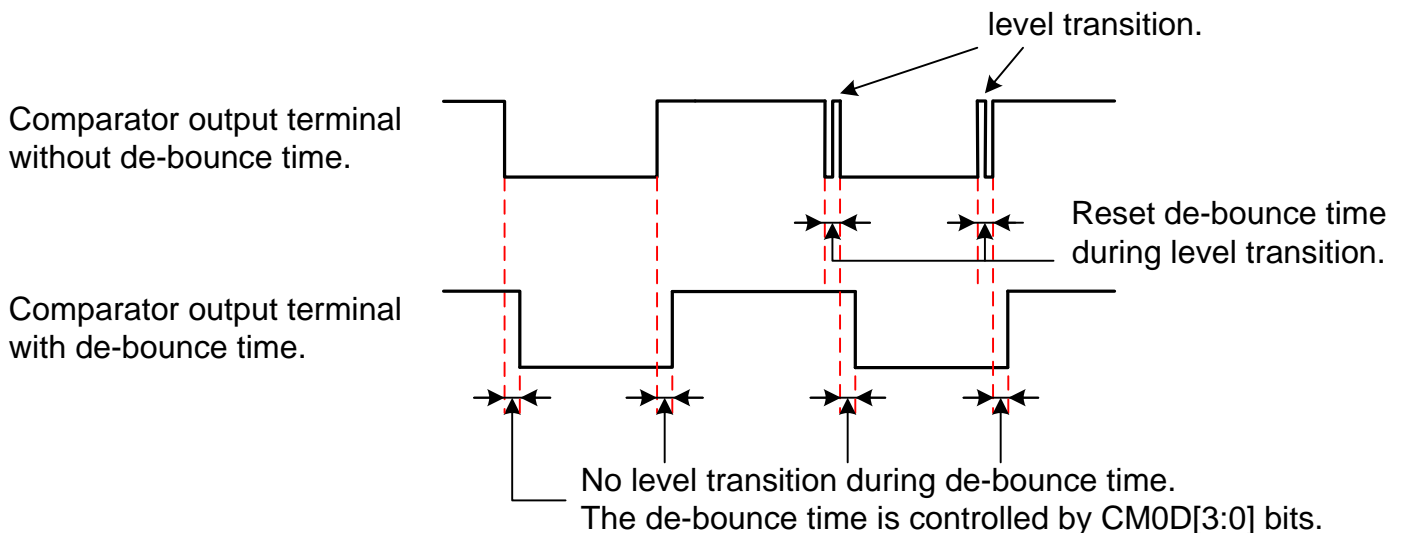 level transition.
Comparator output terminal
without de-bounce time.
Reset de-bounce time
during level transition.
Comparator output terminal
with de-bounce time.
No level transition during de-bounce time.
The de-bounce time is controlled by CM0D[3:0] bits.